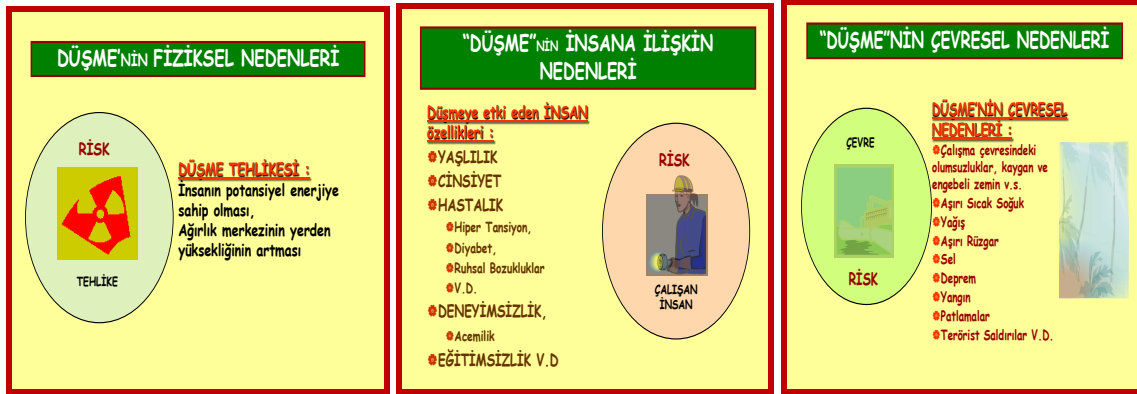 DÜŞME'NİN FİZİKSEL NEDENLERİ
RİSK
TEHLİKE
DÜŞME TEHLİKESİ :
İnsanın potansiyel enerjiye
sahip olması,
Ağırlık merkezinin yerden
yüksekliğinin artması
“DÜŞME”NİN İNSANA İLİŞKİN
NEDENLERİ
Düşmeye etki eden İNSAN
özellikleri :
YAŞLILIK
CİNSİYET
HASTALIK
Hiper Tansiyon,
Diyabet,
Ruhsal Bozukluklar
V.D.
DENEYİMSİZLİK,
Acemilik
EĞİTİMSİZLİK V.D
RİSK
ÇALIŞAN
İNSAN
“DÜŞME”NİN ÇEVRESEL NEDENLERİ
ÇEVRE
RİSK
DÜŞME'NİN ÇEVRESEL
NEDENLERİ :
Çalışma çevresindeki
olumsuzluklar, kaygan ve
engebeli zemin v.s.
Aşırı Sıcak Soğuk
Yağış
Aşırı Rüzgar
Sel
Deprem
Yangın
Patlamalar
Terörist Saldırılar V.D.